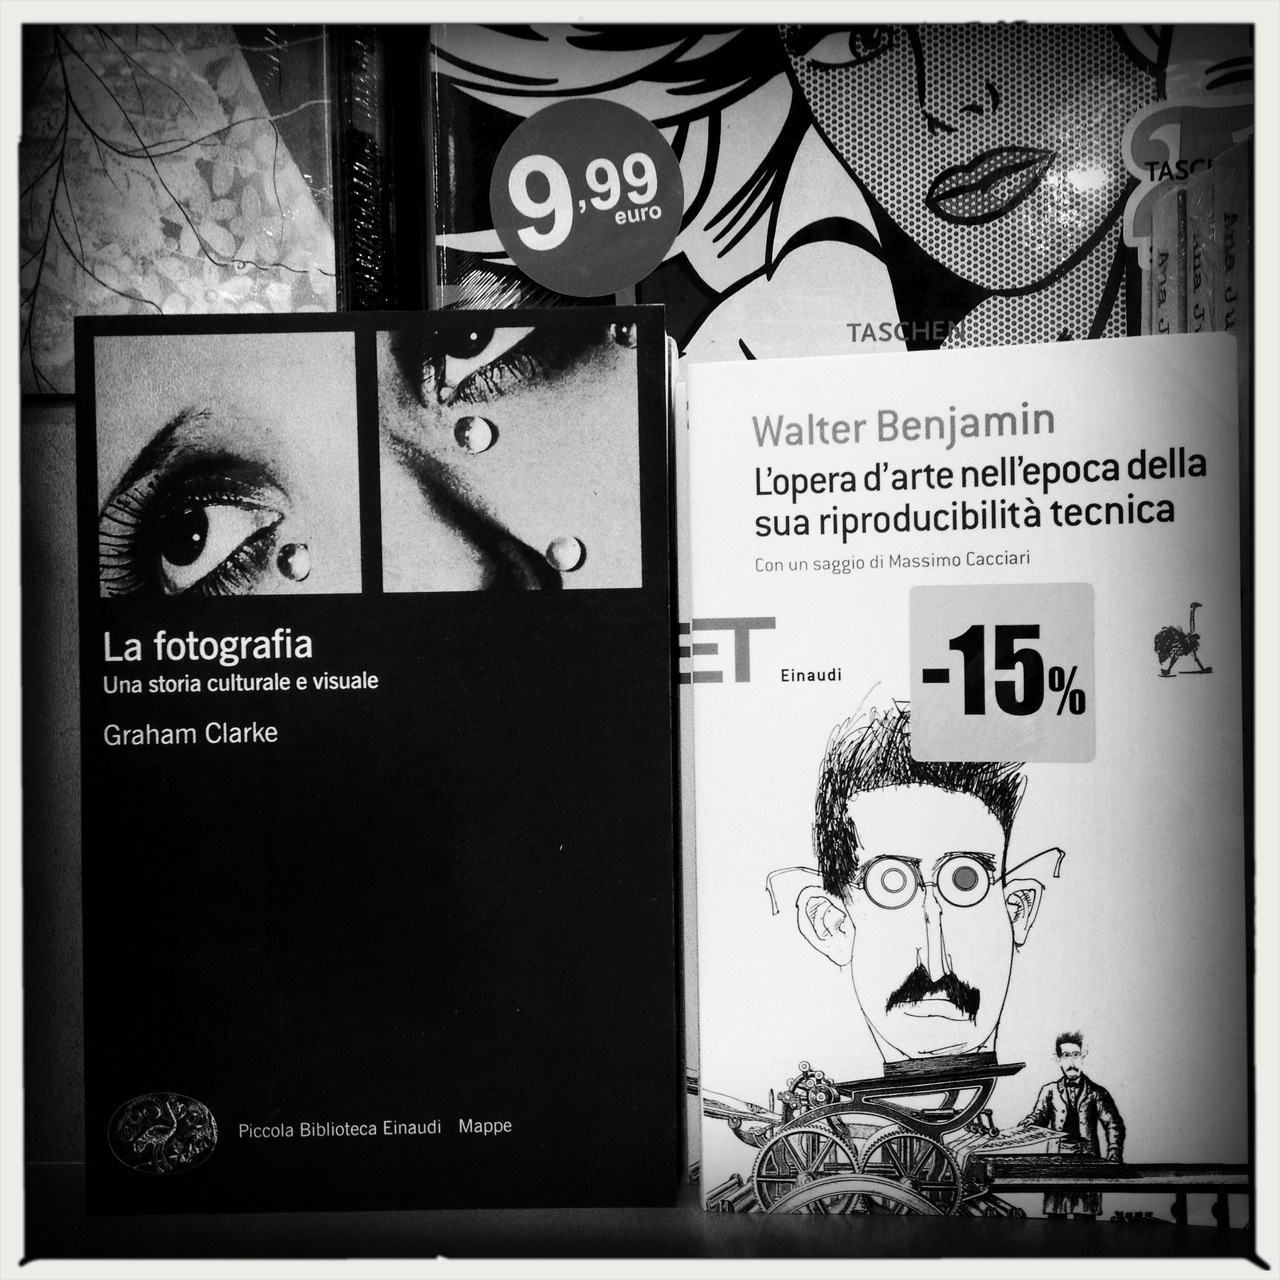 9,99
euro
TASCHEN
La fotografia
Una storia culturale e visuale
Graham Clarke
Piccola Biblioteca Einaudi Mappe
Walter Benjamin
L'opera d'arte nell'epoca della
sua riproducibilità tecnica
Con un saggio di Massimo Cacciari
ET
Einaudi
-15%